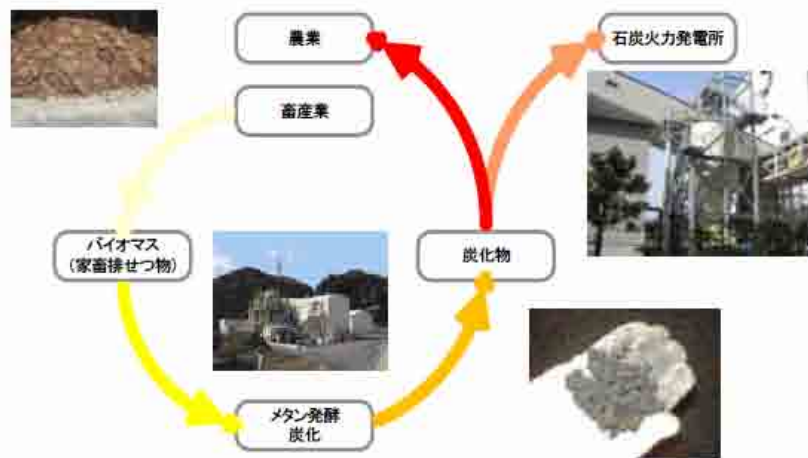 農業
石炭火力発電所
畜産業
バイオマス
(家畜排せつ物)
炭化物
メタン発酵
炭化